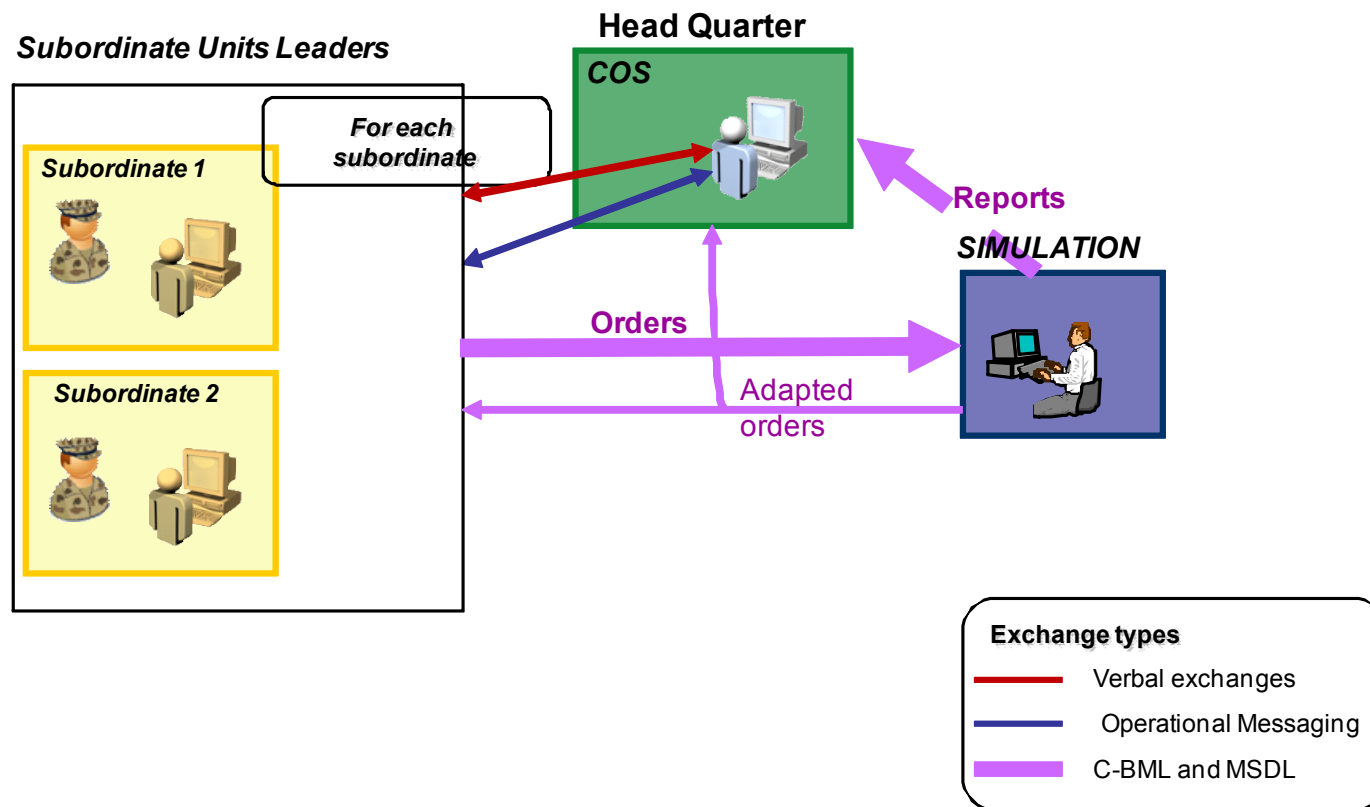 Head Quarter
Subordinate Units Leaders
COS
For each
subordinate
Subordinate 1
Reports
SIMULATION
Orders
Subordinate 2
Adapted
orders
Exchange types
Verbal exchanges
Operational Messaging
C-BML and MSDL